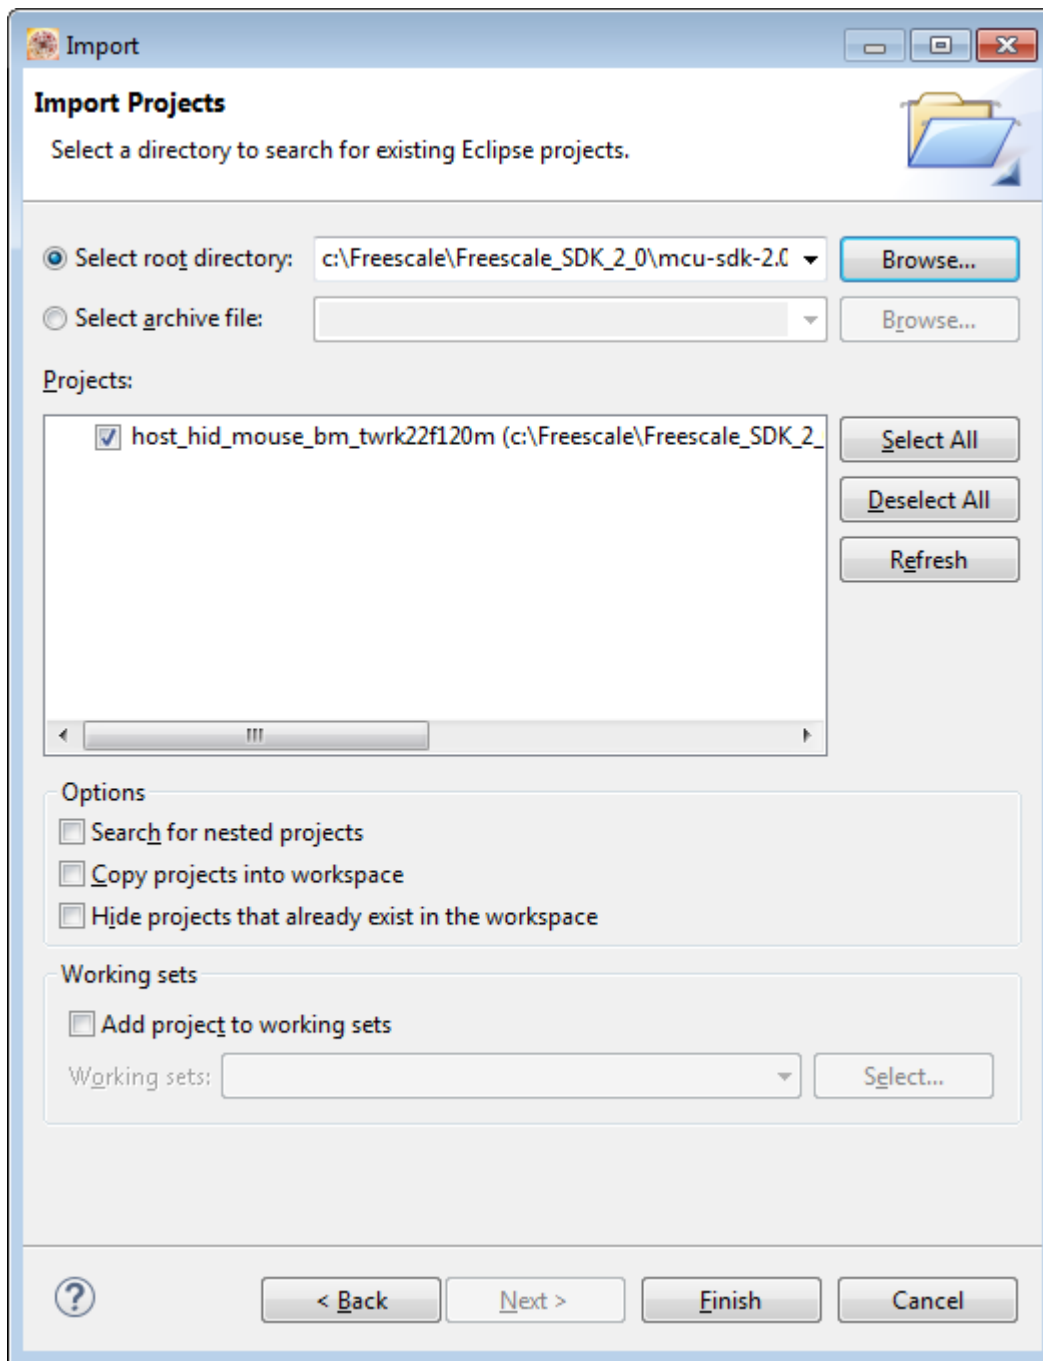 Import
Import Projects
Select a directory to search for existing Eclipse projects.
Select root directory: c:\Freescale\Freescale_SDK_2_0\mcu-sdk-2.0 Browse...
Select archive file: Browse...
Projects:
host_hid_mouse_bm_twrk22f120m (c:\Freescale\Freescale_SDK_2_ Select All
Deselect All
Refresh
Options
Search for nested projects
Copy projects into workspace
Hide projects that already exist in the workspace
Working sets
Add project to working sets
Working sets: Select...
< Back Next > Finish Cancel